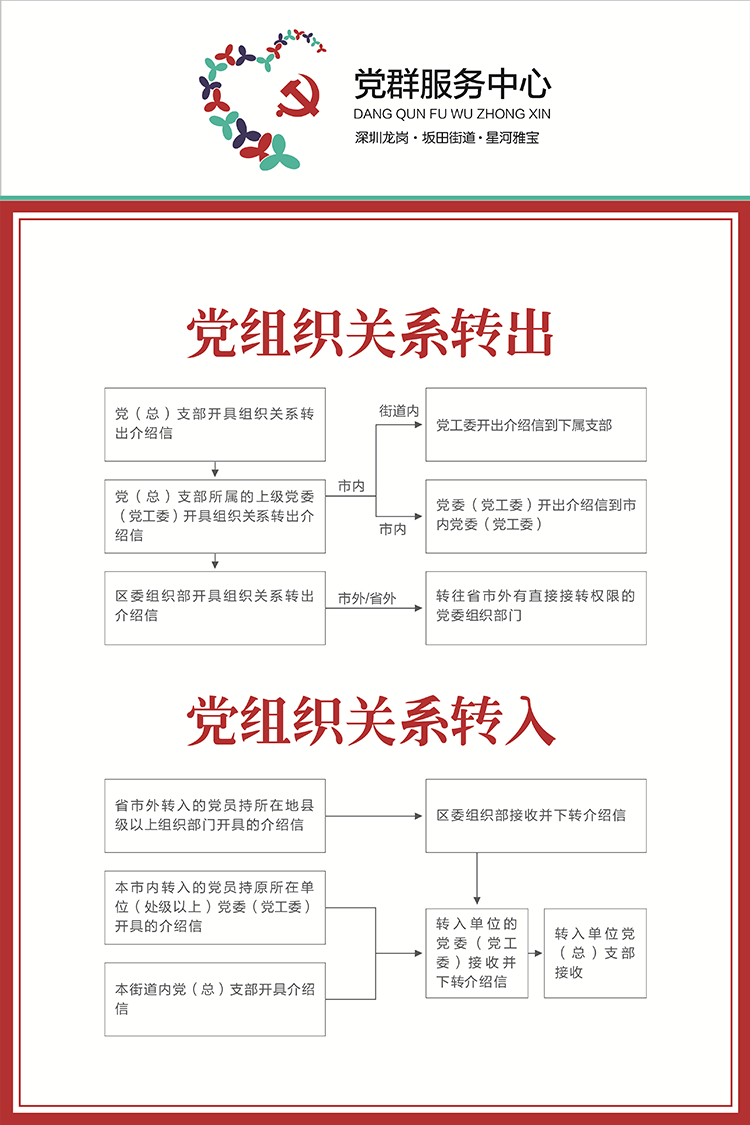 党群服务中心
DANG QUN FU WU ZHONG XIN
深圳龙岗·坂田街道·星河雅宝
党组织关系转出
党（总）支部开具组织关系转
出介绍信
街道内
党工委开出介绍信到下属支部
党（总）支部所属的上级党委
（党工委）开具组织关系转出介
绍信
市内
市内
党委（党工委）开出介绍信到市
内党委（党工委）
区委组织部开具组织关系转出
介绍信
市外/省外
转往省市外有直接接转权限的
党委组织部门
党组织关系转入
省市外转入的党员持所在地县
级以上组织部门开具的介绍信
区委组织部接收并下转介绍信
本市内转入的党员持原所在单
位（处级以上）党委（党工委）
开具的介绍信
本街道内党（总）支部开具介绍
信
转入单位的
党委（党工
委）接收并
下转介绍信
转入单位党
（总）支部
接收